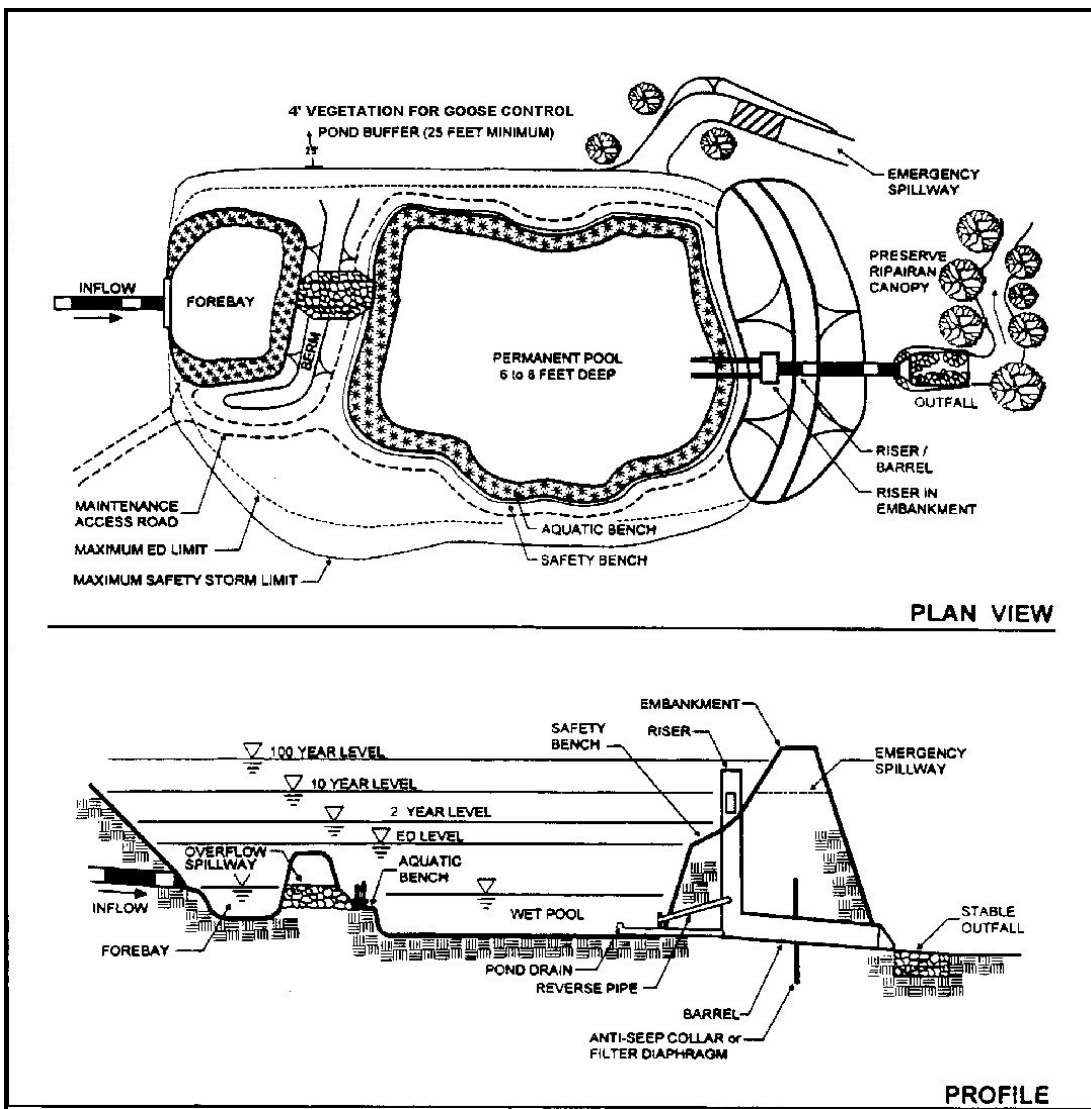 4' VEGETATION FOR GOOSE CONTROL
POND BUFFER (25 FEET MINIMUM)
25'
EMERGENCY
SPILLWAY
PRESERVE
RIPAIRAN
CANOPY
INFLOW
FOREBAY
BERM
PERMANENT POOL
6 to 8 FEET DEEP
OUTFALL
RISER /
BARREL
RISER IN
EMBANKMENT
MAINTENANCE
ACCESS ROAD
AQUATIC BENCH
MAXIMUM ED LIMIT
SAFETY BENCH
MAXIMUM SAFETY STORM LIMIT
PLAN VIEW
EMBANKMENT
SAFETY
BENCH
RISER
EMERGENCY
SPILLWAY
100 YEAR LEVEL
10 YEAR LEVEL
2 YEAR LEVEL
ED LEVEL
OVERFLOW
SPILLWAY
AQUATIC
BENCH
INFLOW
WET POOL
FOREBAY
STABLE
OUTFALL
POND DRAIN
REVERSE PIPE
BARREL
ANTI-SEEP COLLAR or
FILTER DIAPHRAGM
PROFILE